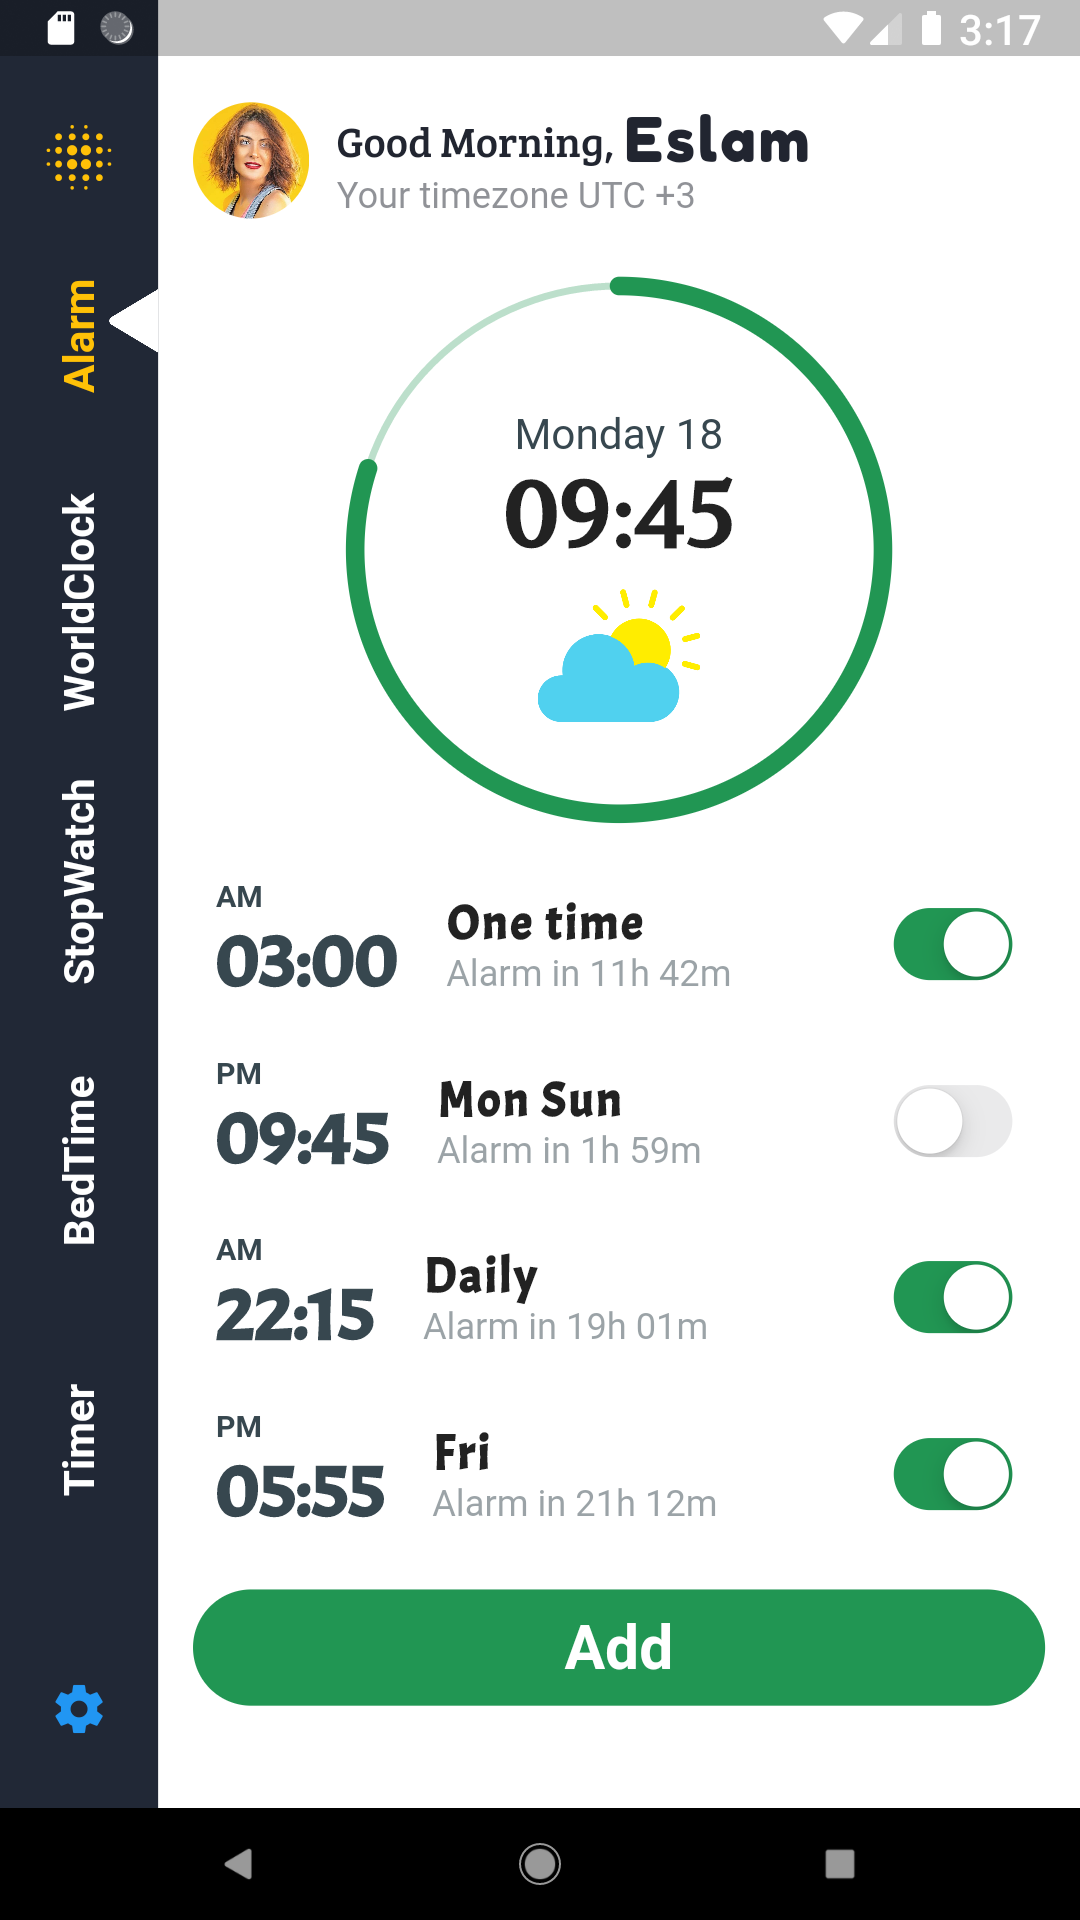 3:17
Good Morning, Eslam
Your timezone UTC +3
Alarm
WorldClock
StopWatch
BedTime
Timer
Monday 18
09:45
AM
03:00
One time
Alarm in 11h 42m
PM
09:45
Mon Sun
Alarm in 1h 59m
AM
22:15
Daily
Alarm in 19h 01m
PM
05:55
Fri
Alarm in 21h 12m
Add